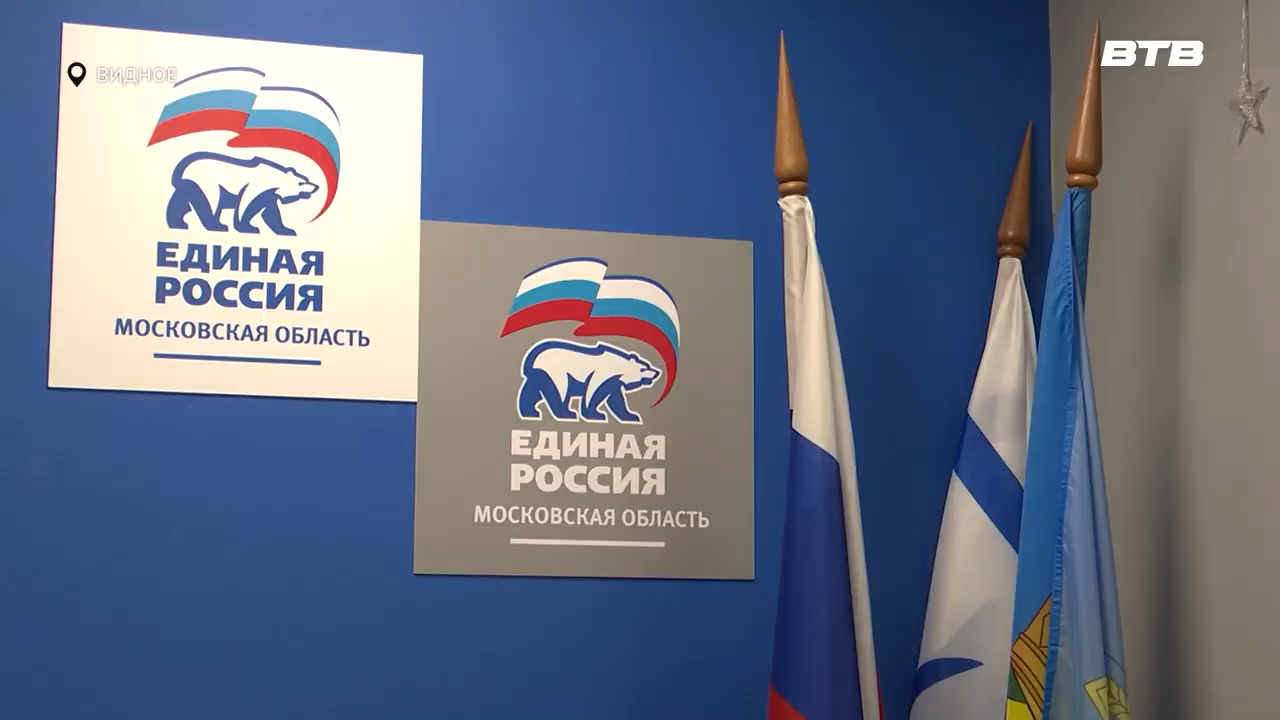 ВИДНОЕ
ВТВ
ЕДИНАЯ
РОССИЯ
МОСКОВСКАЯ ОБЛАСТЬ
ЕДИНАЯ
РОССИЯ
МОСКОВСКАЯ ОБЛАСТЬ